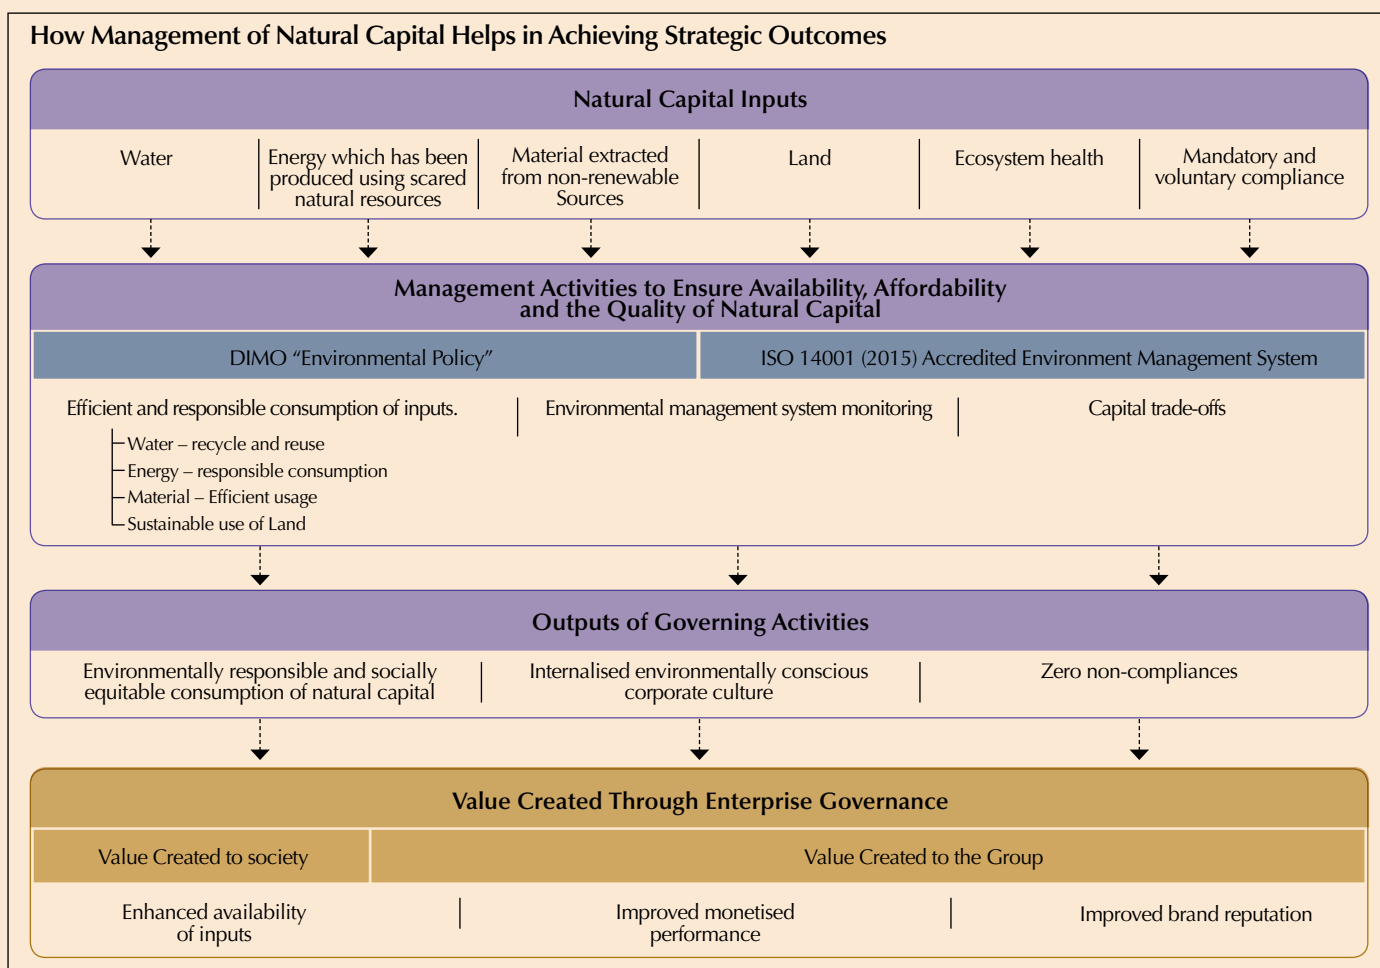 How Management of Natural Capital Helps in Achieving Strategic Outcomes
Natural Capital Inputs
Water
Energy which has been
produced using scared
natural resources
Material extracted
from non-renewable
Sources
Land
Ecosystem health
Mandatory and
voluntary compliance
Management Activities to Ensure Availability, Affordability
and the Quality of Natural Capital
DIMO “Environmental Policy”
ISO 14001 (2015) Accredited Environment Management System
Efficient and responsible consumption of inputs.
Water – recycle and reuse
Energy – responsible consumption
Material – Efficient usage
Sustainable use of Land
Environmental management system monitoring
Capital trade-offs
Outputs of Governing Activities
Environmentally responsible and socially
equitable consumption of natural capital
Internalised environmentally conscious
corporate culture
Zero non-compliances
Value Created Through Enterprise Governance
Value Created to society
Value Created to the Group
Enhanced availability
of inputs
Improved monetised
performance
Improved brand reputation